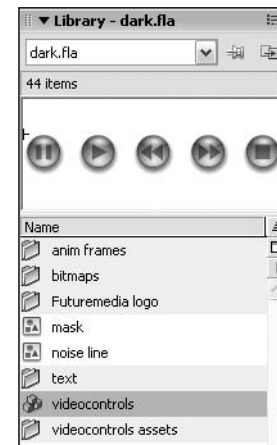 Library - dark.fla
dark.fla
44 items
Name
anim frames
bitmaps
Futuremedia logo
mask
noise line
text
videocontrols
videocontrols assets